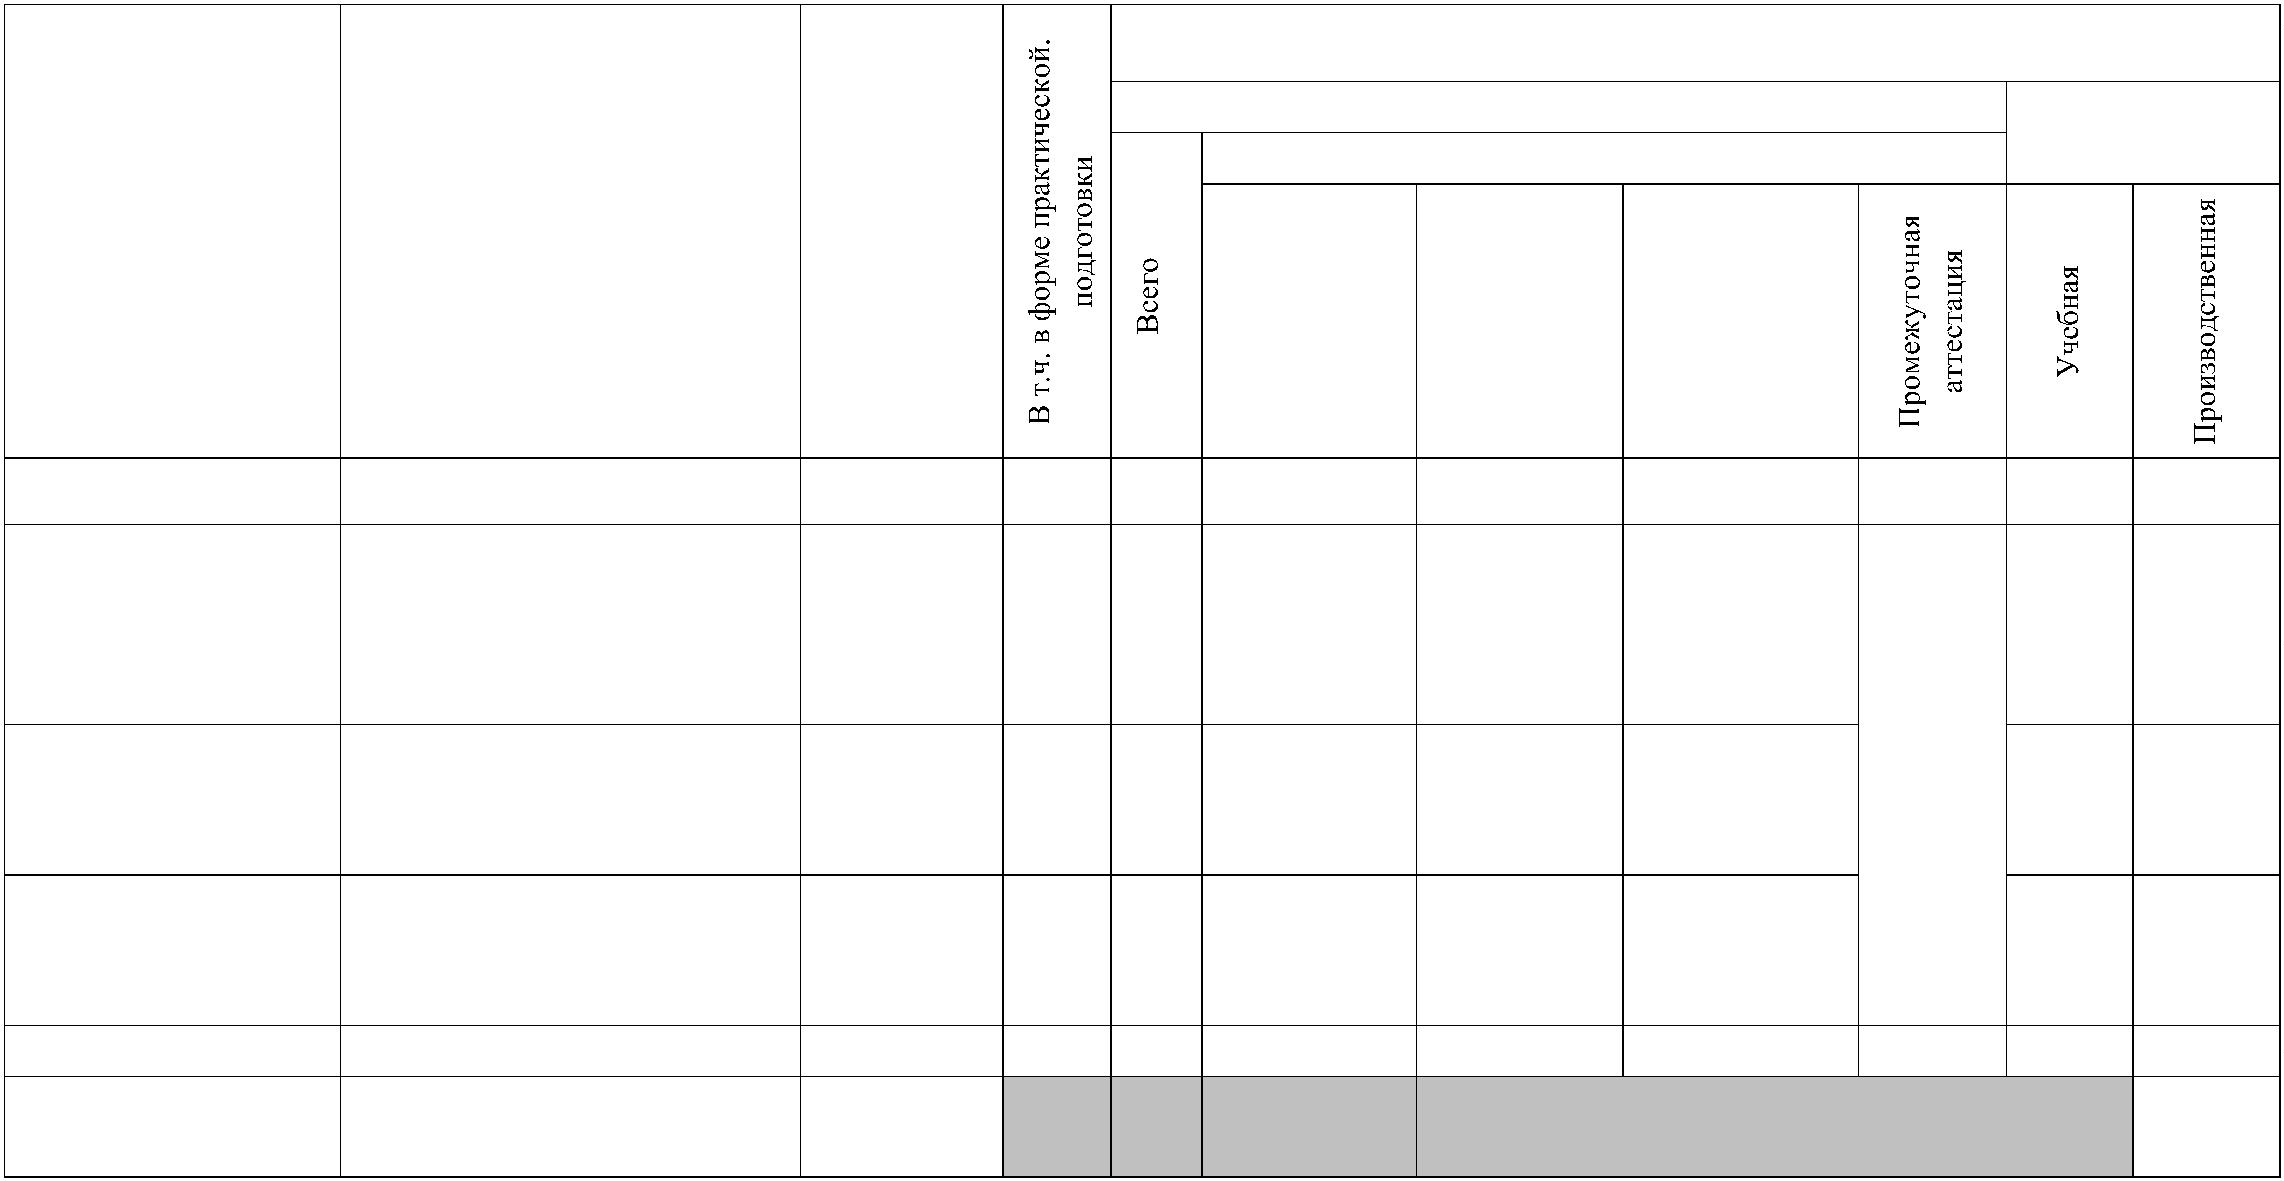 В т.ч. в форме практической.
подготовки
Всего
Промежуточная
аттестация
Учебная
Производственная